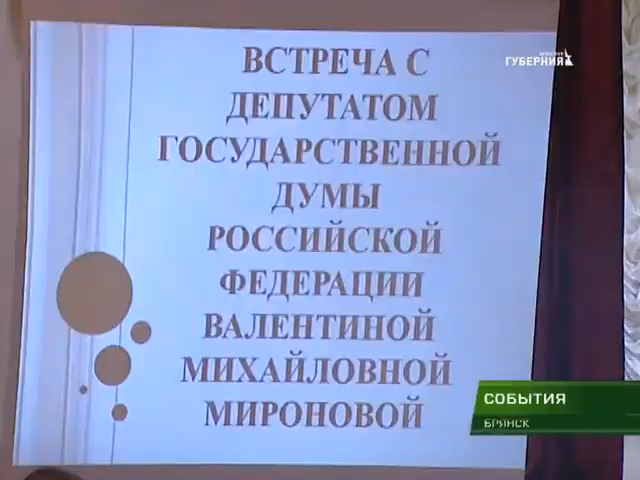 ВСТРЕЧА С
ДЕПУТАТОМ
ГОСУДАРСТВЕННОЙ
ДУМЫ
РОССИЙСКОЙ
ФЕДЕРАЦИИ
ВАЛЕНТИНОЙ
МИХАЙЛОВНОЙ
МИРОНОВОЙ
ГУБЕРНИЯ
СОБЫТИЯ
БРЯНСК